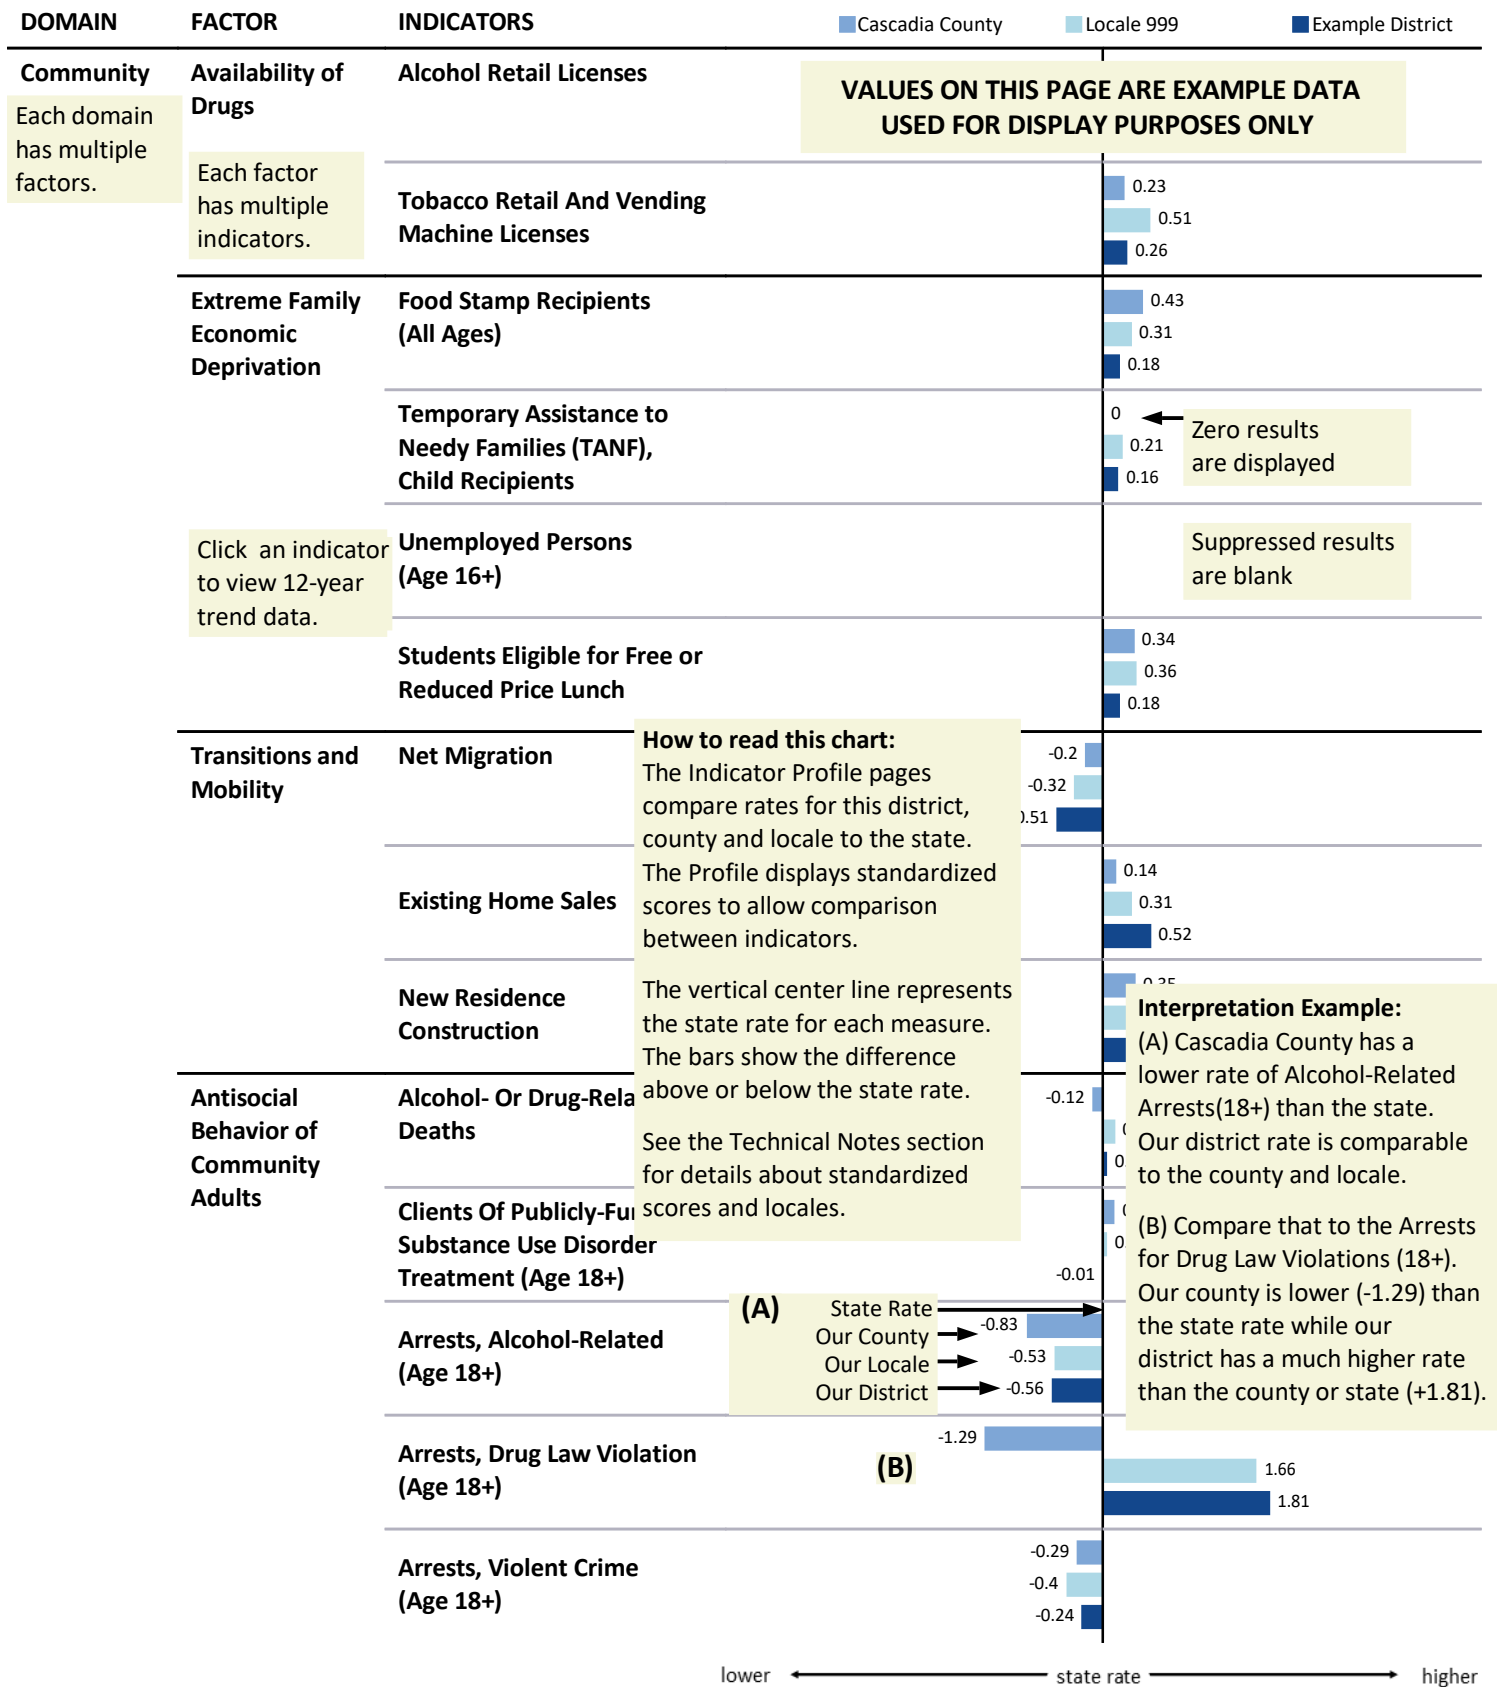 DOMAIN FACTOR INDICATORS Cascadia County Locale 999 Example District
Community
Each domain
has multiple
factors.
Availability of
Drugs
Each factor
has multiple
indicators.
Alcohol Retail Licenses
VALUES ON THIS PAGE ARE EXAMPLE DATA
USED FOR DISPLAY PURPOSES ONLY
Tobacco Retail And Vending
Machine Licenses
0.23
0.51
0.26
Extreme Family
Economic
Deprivation
Food Stamp Recipients
(All Ages)
0.43
0.31
0.18
Temporary Assistance to
Needy Families (TANF),
Child Recipients
0
0.21
0.16
Zero results
are displayed
Click an indicator
to view 12-year
trend data.
Unemployed Persons
(Age 16+)
Suppressed results
are blank
Students Eligible for Free or
Reduced Price Lunch
0.34
0.36
0.18
Transitions and
Mobility
Net Migration
-0.2
-0.32
.51
How to read this chart:
The Indicator Profile pages
compare rates for this district,
county and locale to the state.
The Profile displays standardized
scores to allow comparison
between indicators.
The vertical center line represents
the state rate for each measure.
The bars show the difference
above or below the state rate.
See the Technical Notes section
for details about standardized
scores and locales.
Existing Home Sales
0.14
0.31
0.52
New Residence
Construction
Interpretation Example:
(A) Cascadia County has a
lower rate of Alcohol-Related
Arrests(18+) than the state.
Our district rate is comparable
to the county and locale.
(B) Compare that to the Arrests
for Drug Law Violations (18+).
Our county is lower (-1.29) than
the state rate while our
district has a much higher rate
than the county or state (+1.81).
Antisocial
Behavior of
Community
Adults
Alcohol- Or Drug-Rela
Deaths
-0.12
0.
Clients Of Publicly-Fu
Substance Use Disorder
Treatment (Age 18+)
0.
-0.01
Arrests, Alcohol-Related
(Age 18+)
(A) State Rate
Our County -0.83
Our Locale -0.53
Our District -0.56
Arrests, Drug Law Violation
(Age 18+)
(B)
-1.29
1.66
1.81
Arrests, Violent Crime
(Age 18+)
-0.29
-0.4
-0.24
lower state rate higher